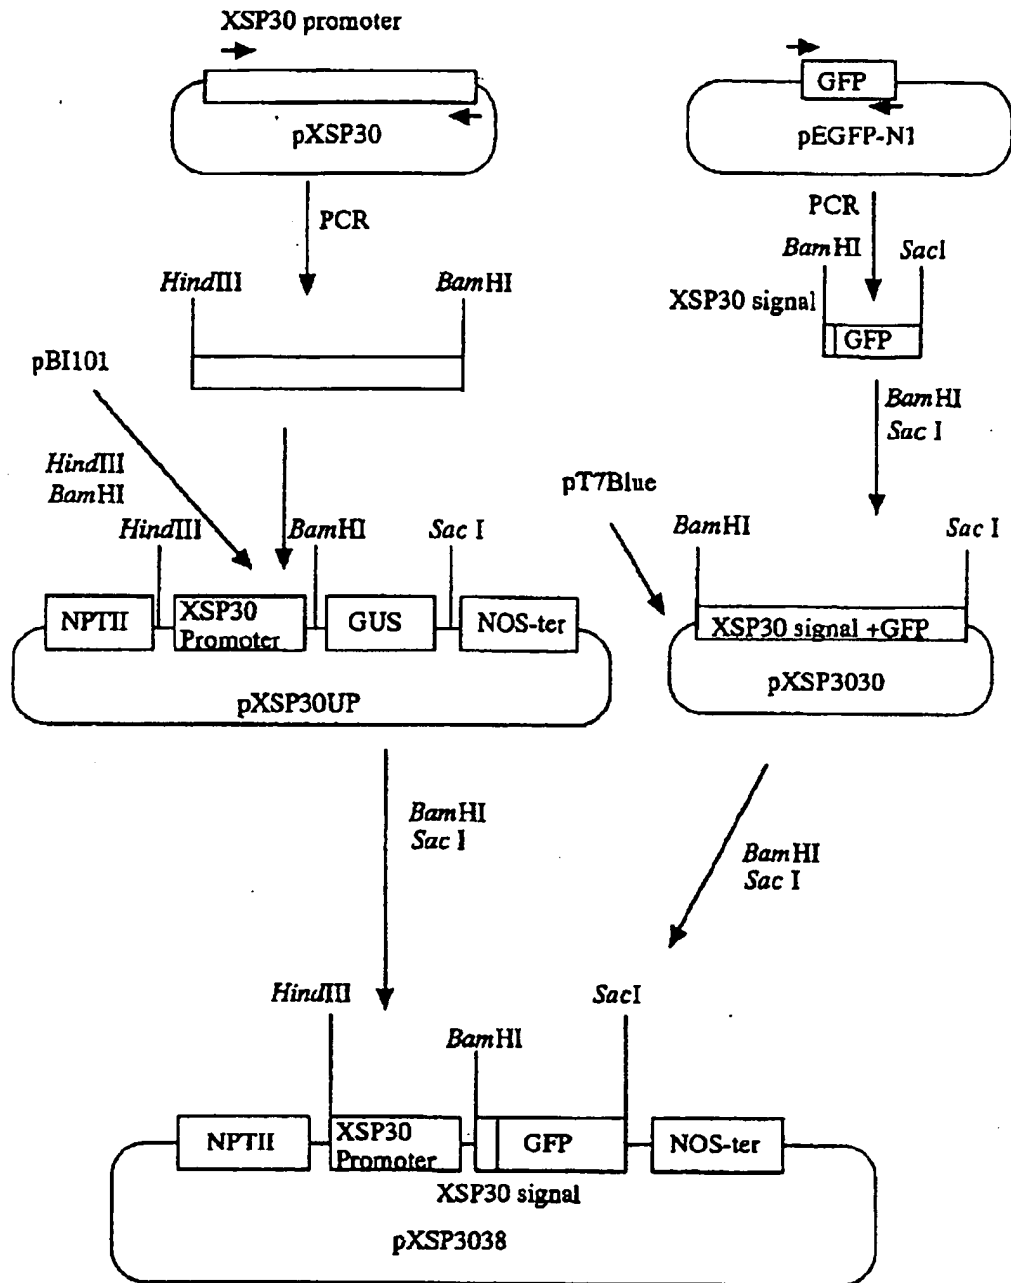 XSP30 promoter
pXSP30
GFP
pEGFP-N1
PCR
PCR
HindIII
BamHI
BamHI
SacI
XSP30 signal
GFP
pBI101
BamHI
Sac I
HindIII
BamHI
pT7Blue
HindIII
BamHI
Sac I
BamHI
Sac I
NPTII
XSP30
Promoter
GUS
NOS-ter
XSP30 signal +GFP
pXSP30UP
pXSP3030
BamHI
Sac I
BamHI
Sac I
HindIII
SacI
BamHI
NPTII
XSP30
Promoter
GFP
NOS-ter
XSP30 signal
pXSP3038